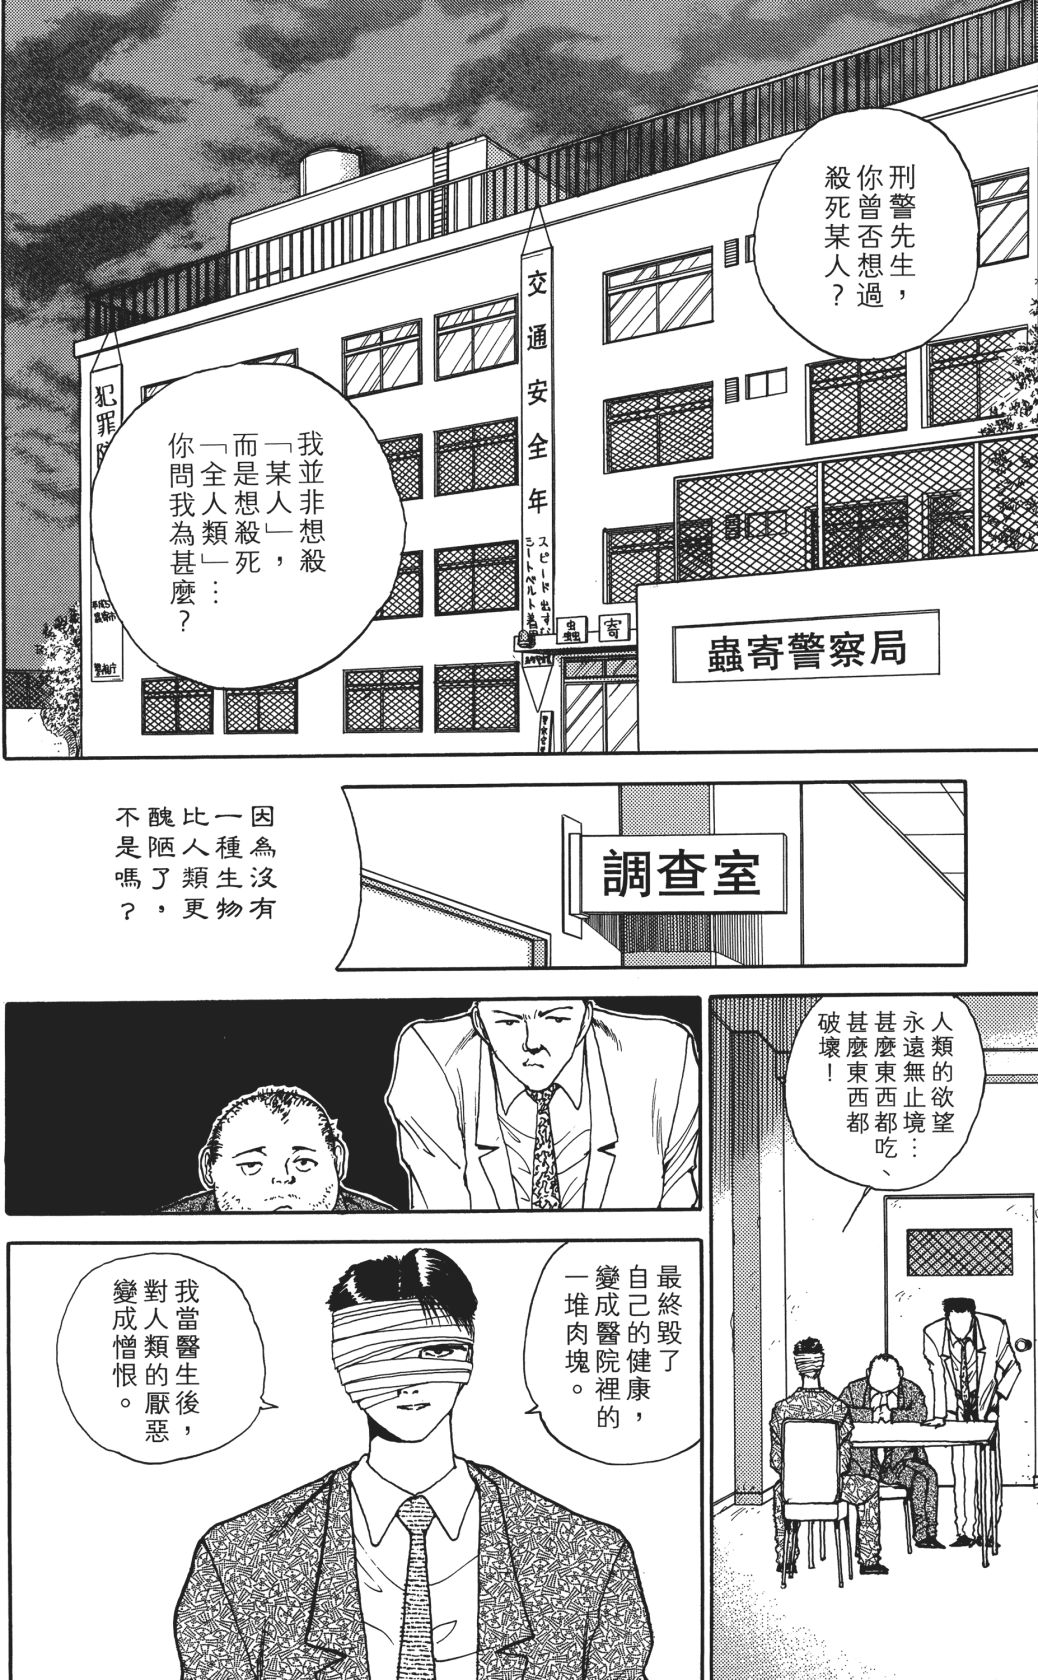 刑警先生，
你曾否想過
殺死某人？
交通安全年
スピード出すな
シートベルト着用
犯罪防
我並非想殺
「某人」，
而是想殺死
「全人類」…
你問我為甚麼？
蟲寄
蟲寄警察局
調查室
因為沒有
一種生物
比人類更
醜陋了，
不是嗎？
人類的欲望
永遠無止境…
甚麼東西都吃、
甚麼東西都
破壞！
最終毀了
自己的健康，
變成醫院裡的
一堆肉塊。
我當醫生後，
對人類的厭惡
變成憎恨。